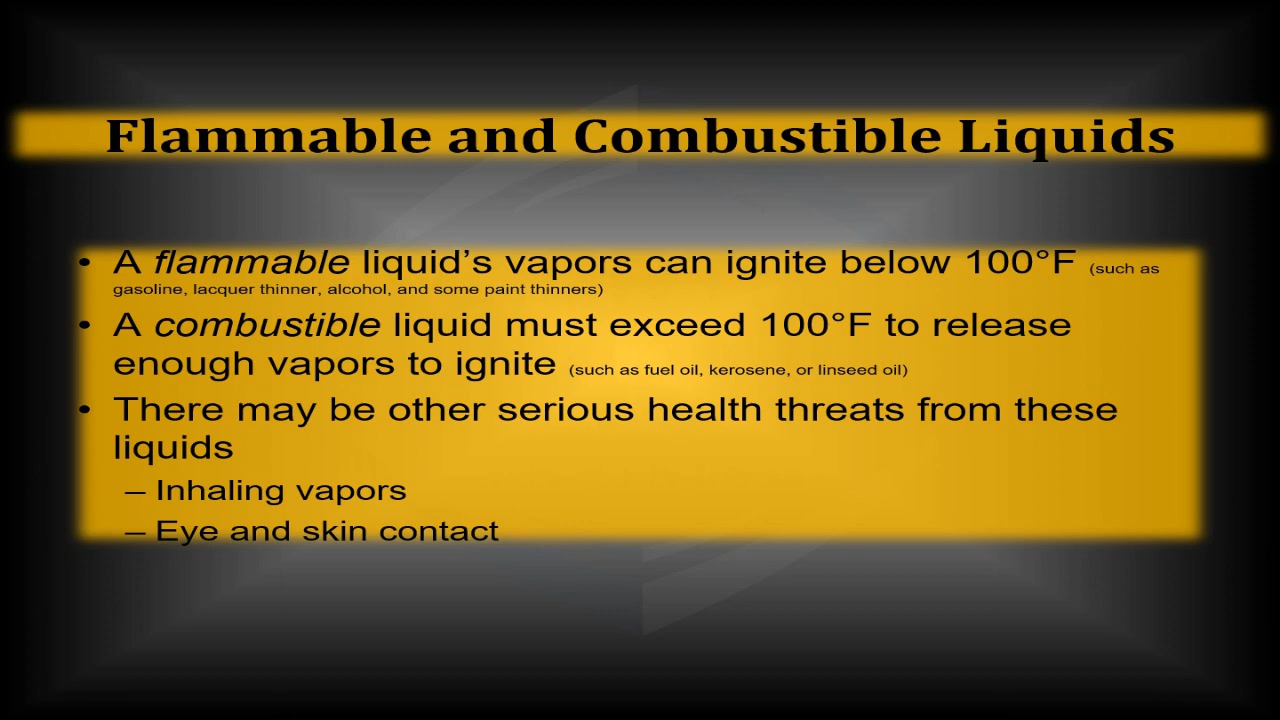 Flammable and Combustible Liquids
• A flammable liquid’s vapors can ignite below 100°F (such as
gasoline, lacquer thinner, alcohol, and some paint thinners)
• A combustible liquid must exceed 100°F to release
enough vapors to ignite (such as fuel oil, kerosene, or linseed oil)
• There may be other serious health threats from these
liquids
– Inhaling vapors
– Eye and skin contact